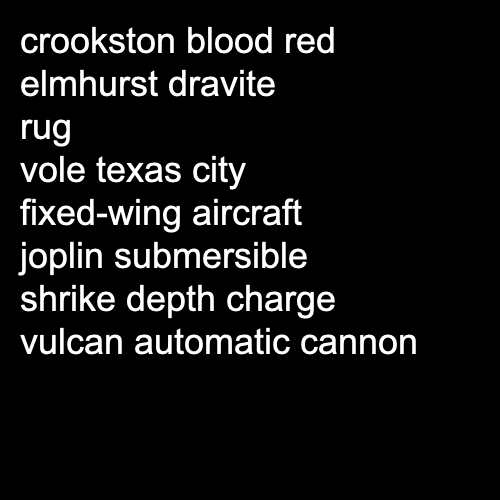 crookston blood red
elmhurst dravite
rug
vole texas city
fixed-wing aircraft
joplin submersible
shrike depth charge
vulcan automatic cannon